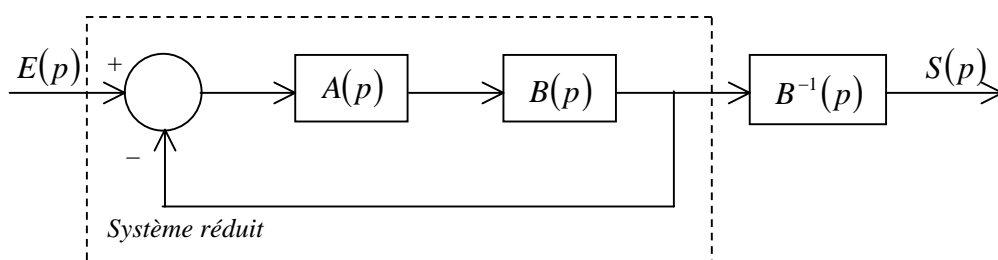 E(p)
+
A(p)
B(p)
B⁻¹(p)
S(p)
−
Système réduit